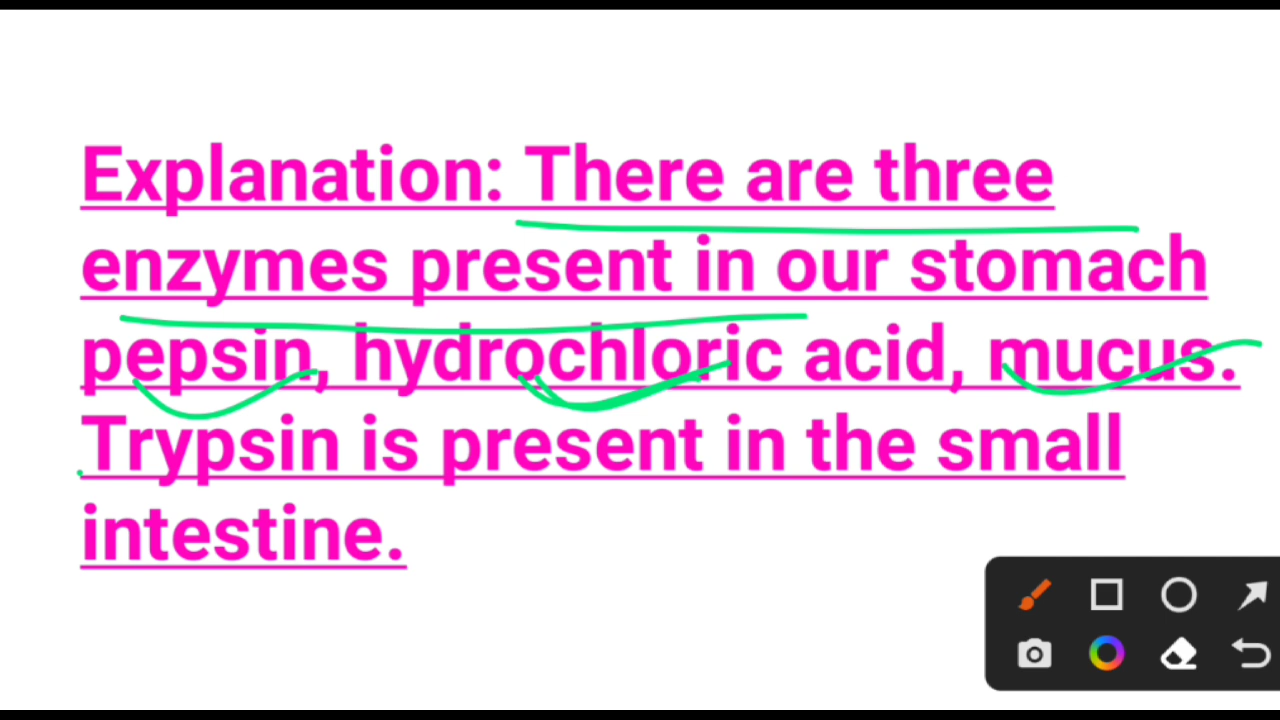 Explanation: There are three
enzymes present in our stomach
pepsin, hydrochloric acid, mucus.
Trypsin is present in the small
intestine.